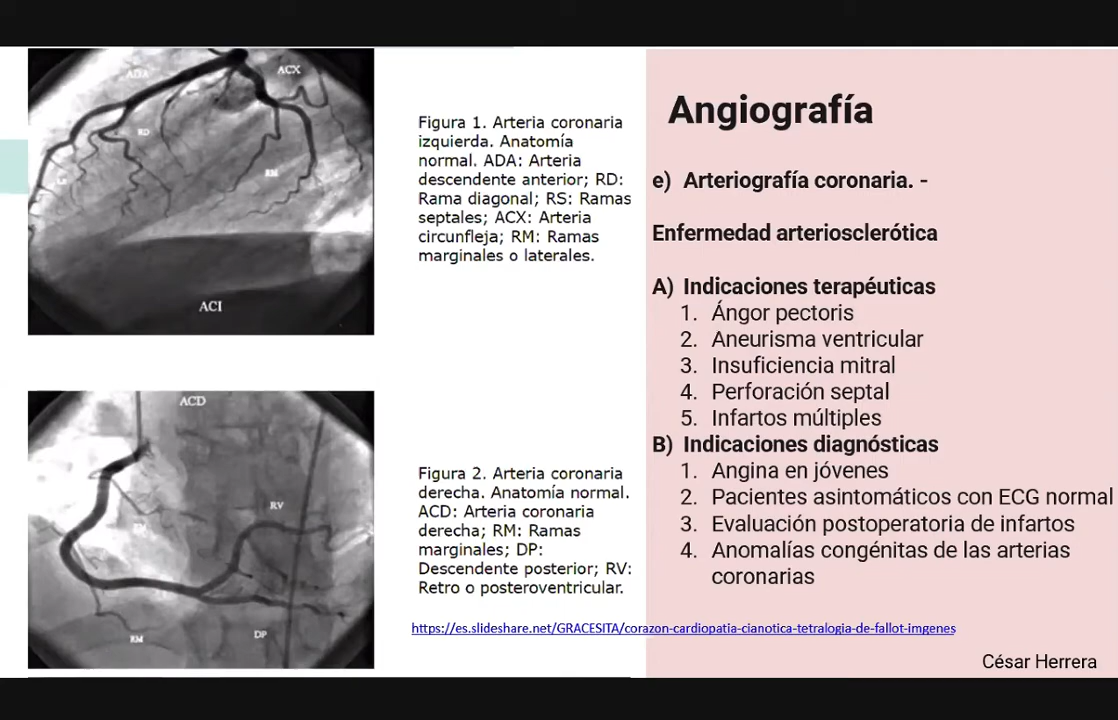 ADA
ACX
RD
RM
ACI
Figura 1. Arteria coronaria
izquierda. Anatomía
normal. ADA: Arteria
descendente anterior; RD:
Rama diagonal; RS: Ramas
septales; ACX: Arteria
circunfleja; RM: Ramas
marginales o laterales.
ACD
RV
RM
DP
Figura 2. Arteria coronaria
derecha. Anatomía normal.
ACD: Arteria coronaria
derecha; RM: Ramas
marginales; DP:
Descendente posterior; RV:
Retro o posteroventricular.
Angiografía
e) Arteriografía coronaria. -
Enfermedad arteriosclerótica
A) Indicaciones terapéuticas
1. Ángor pectoris
2. Aneurisma ventricular
3. Insuficiencia mitral
4. Perforación septal
5. Infartos múltiples
B) Indicaciones diagnósticas
1. Angina en jóvenes
2. Pacientes asintomáticos con ECG normal
3. Evaluación postoperatoria de infartos
4. Anomalías congénitas de las arterias
coronarias
https://es.slideshare.net/GRACESITA/corazon-cardiopatia-cianotica-tetralogia-de-fallot-imgenes
César Herrera